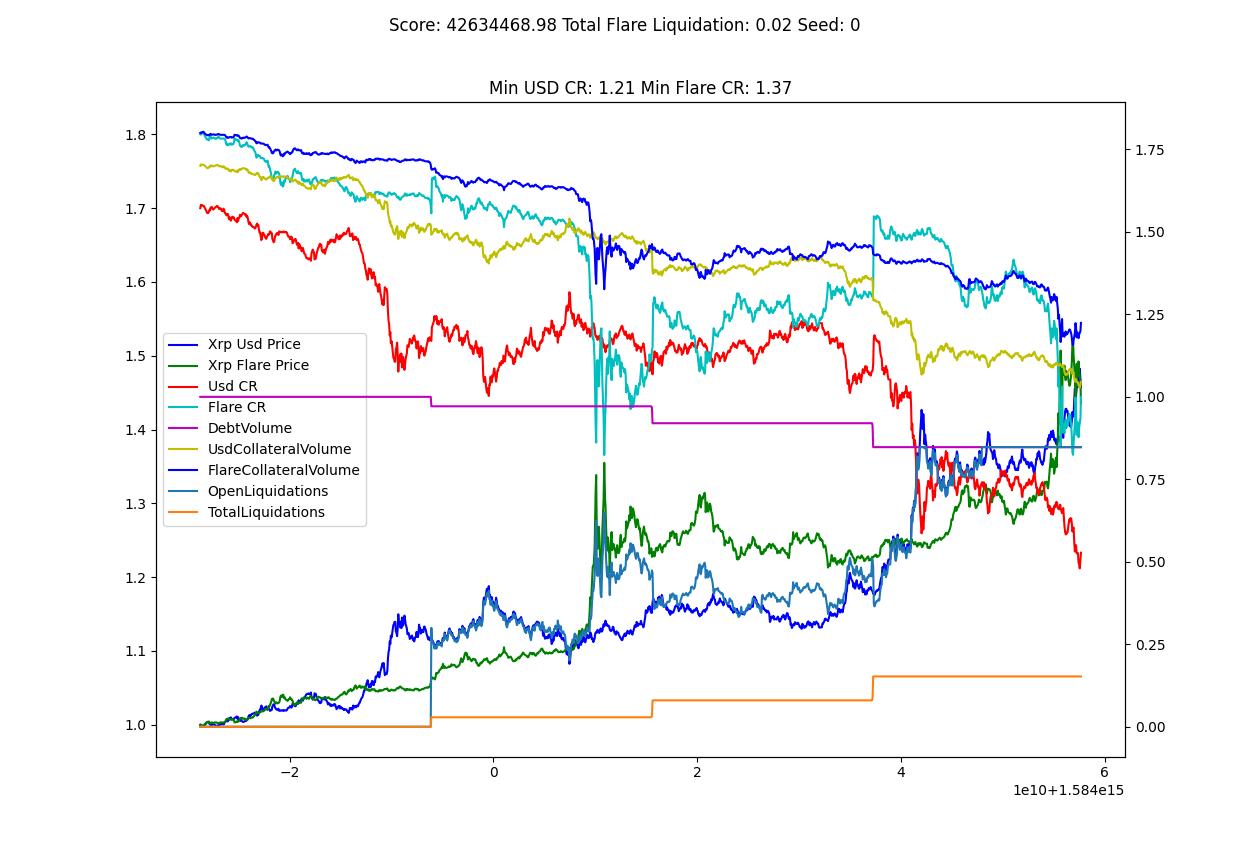 Score: 42634468.98 Total Flare Liquidation: 0.02 Seed: 0
Min USD CR: 1.21 Min Flare CR: 1.37
1.8
1.7
1.6
1.5
1.4
1.3
1.2
1.1
1.0
Xrp Usd Price
Xrp Flare Price
Usd CR
Flare CR
DebtVolume
UsdCollateralVolume
FlareCollateralVolume
OpenLiquidations
TotalLiquidations
1.75
1.50
1.25
1.00
0.75
0.50
0.25
0.00
−2
0
2
4
6
1e10+1.584e15